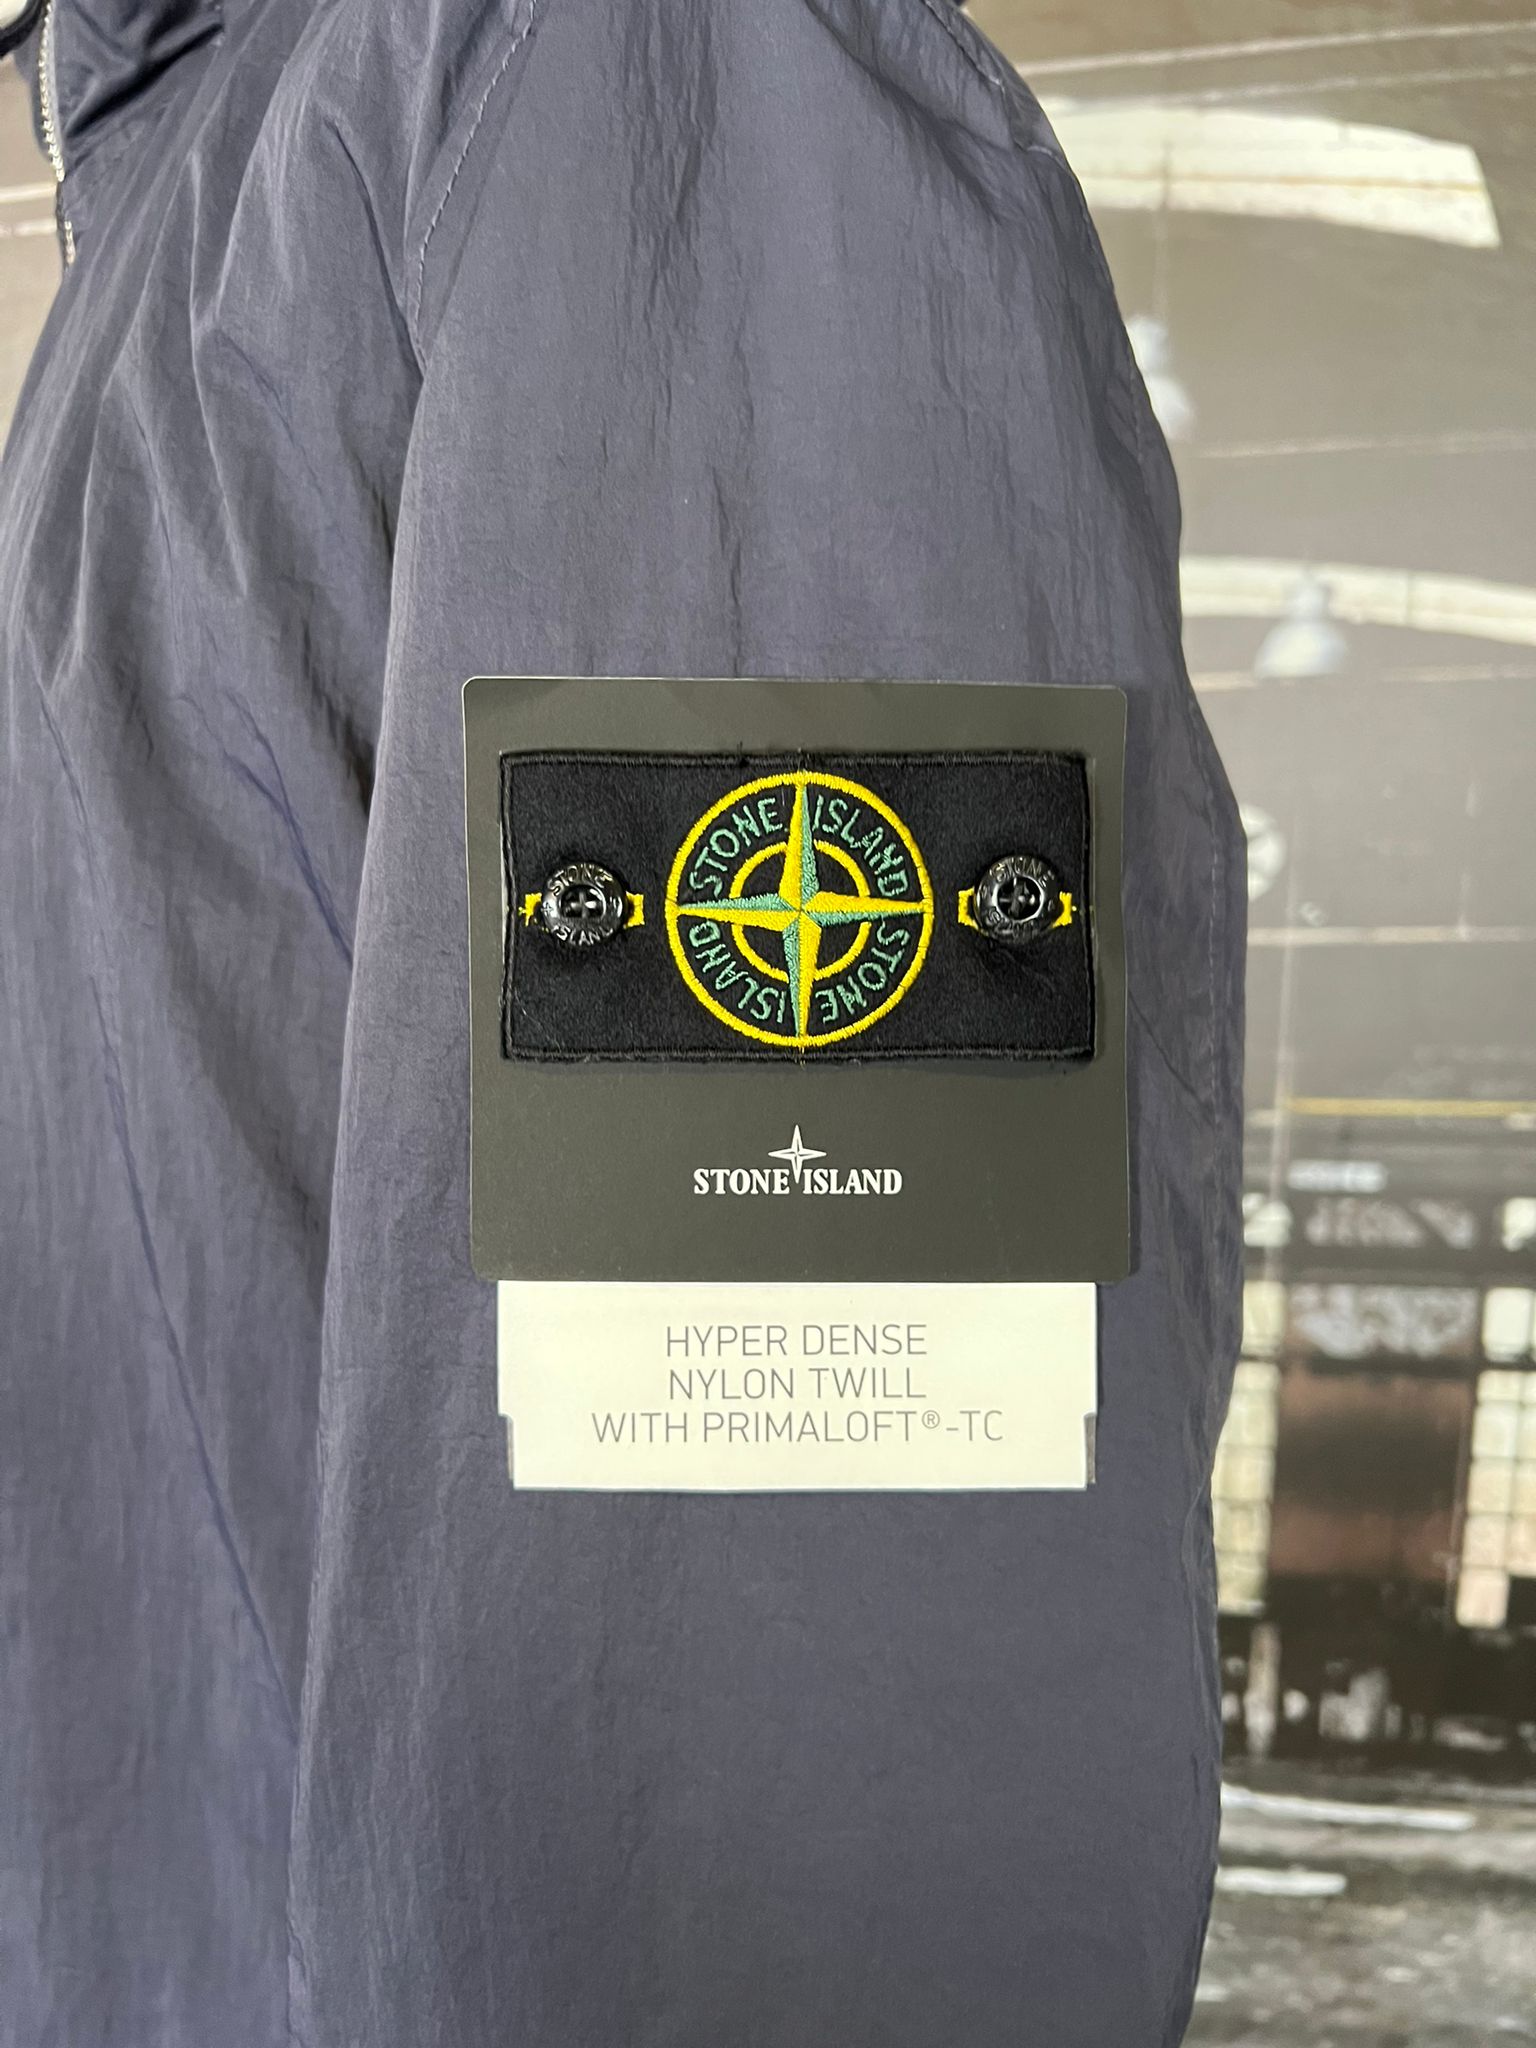 STONE ISLAND
STONE ISLAND
STONE ISLAND
STONE ISLAND
STONE ISLAND
HYPER DENSE
NYLON TWILL
WITH PRIMALOFT®-TC